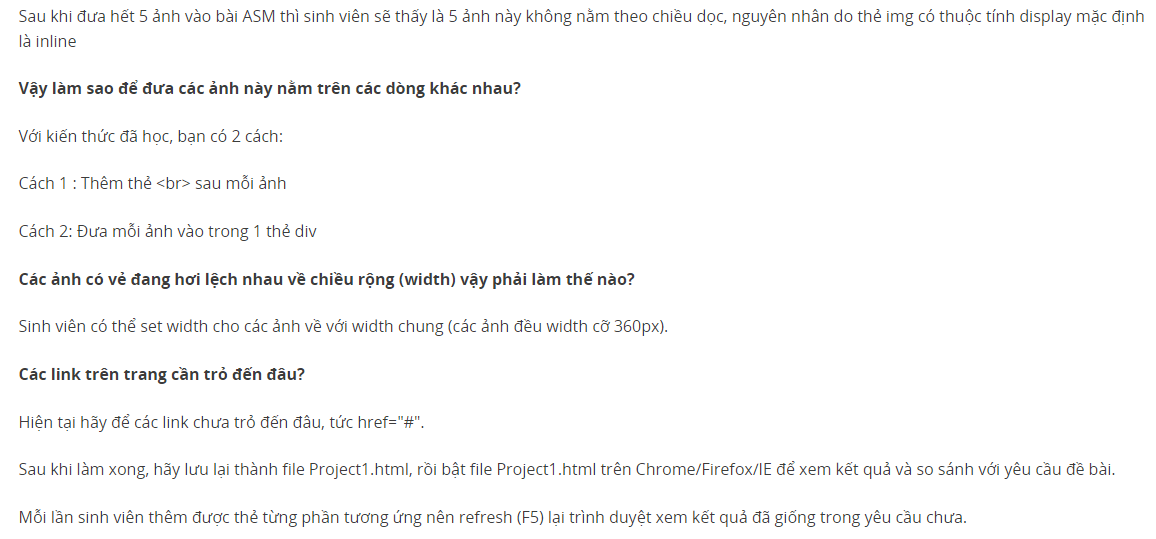 Sau khi đưa hết 5 ảnh vào bài ASM thì sinh viên sẽ thấy là 5 ảnh này không nằm theo chiều dọc, nguyên nhân do thẻ img có thuộc tính display mặc định
là inline
Vậy làm sao để đưa các ảnh này nằm trên các dòng khác nhau?
Với kiến thức đã học, bạn có 2 cách:
Cách 1 : Thêm thẻ <br> sau mỗi ảnh
Cách 2: Đưa mỗi ảnh vào trong 1 thẻ div
Các ảnh có vẻ đang hơi lệch nhau về chiều rộng (width) vậy phải làm thế nào?
Sinh viên có thể set width cho các ảnh về với width chung (các ảnh đều width cỡ 360px).
Các link trên trang cần trỏ đến đâu?
Hiện tại hãy để các link chưa trỏ đến đâu, tức href="#".
Sau khi làm xong, hãy lưu lại thành file Project1.html, rồi bật file Project1.html trên Chrome/Firefox/IE để xem kết quả và so sánh với yêu cầu đề bài.
Mỗi lần sinh viên thêm được thẻ từng phần tương ứng nên refresh (F5) lại trình duyệt xem kết quả đã giống trong yêu cầu chưa.